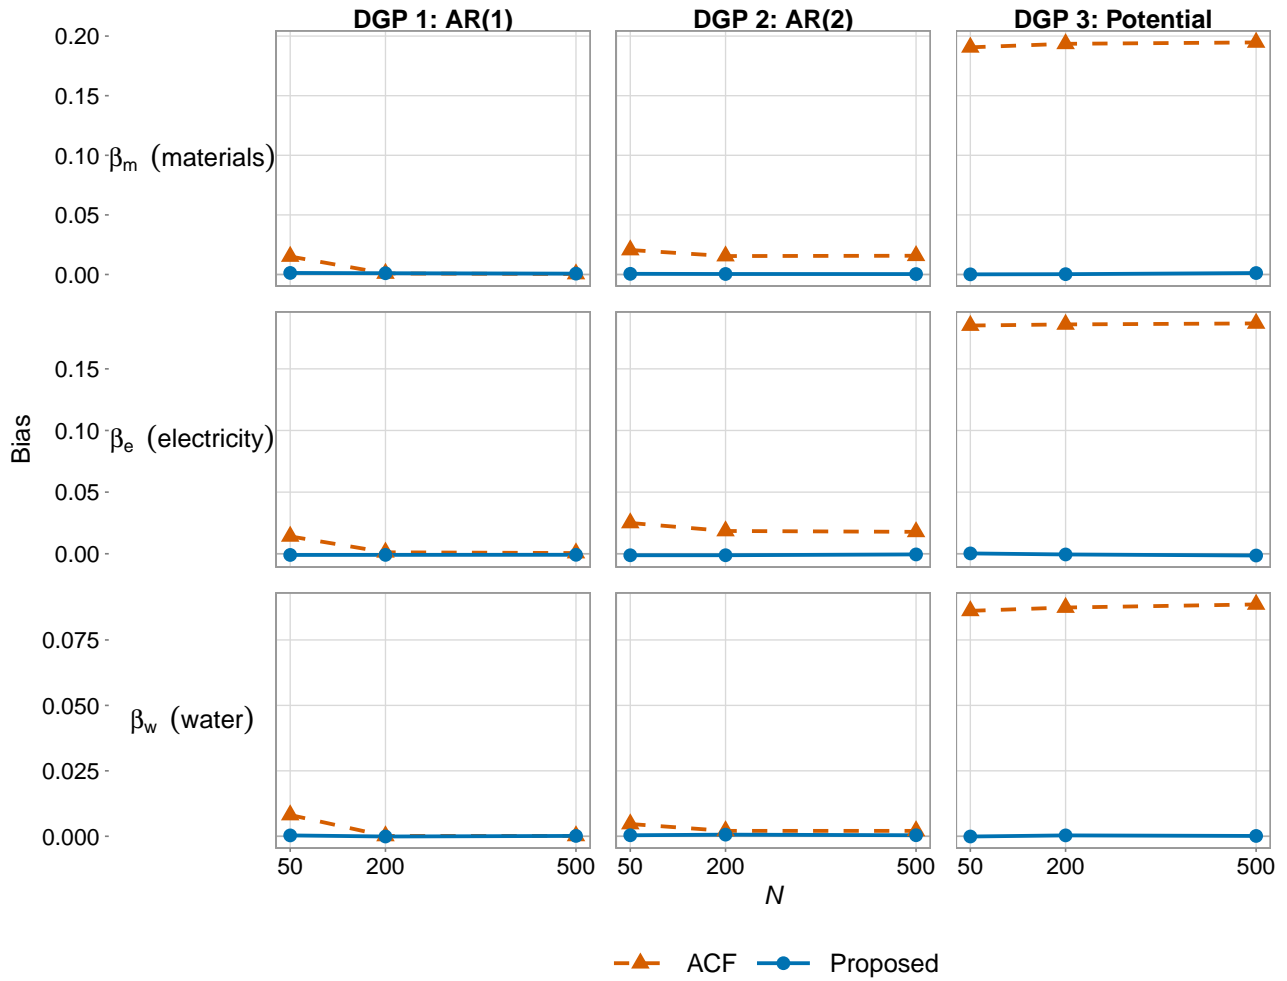 DGP 1: AR(1) DGP 2: AR(2) DGP 3: Potential
0.20
0.15
0.10 βm (materials)
0.05
0.00
0.15
0.10 βe (electricity)
0.05
0.00
Bias
0.075
0.050
βw (water)
0.025
0.000
50 200 500 50 200 500 50 200 500
N
ACF Proposed